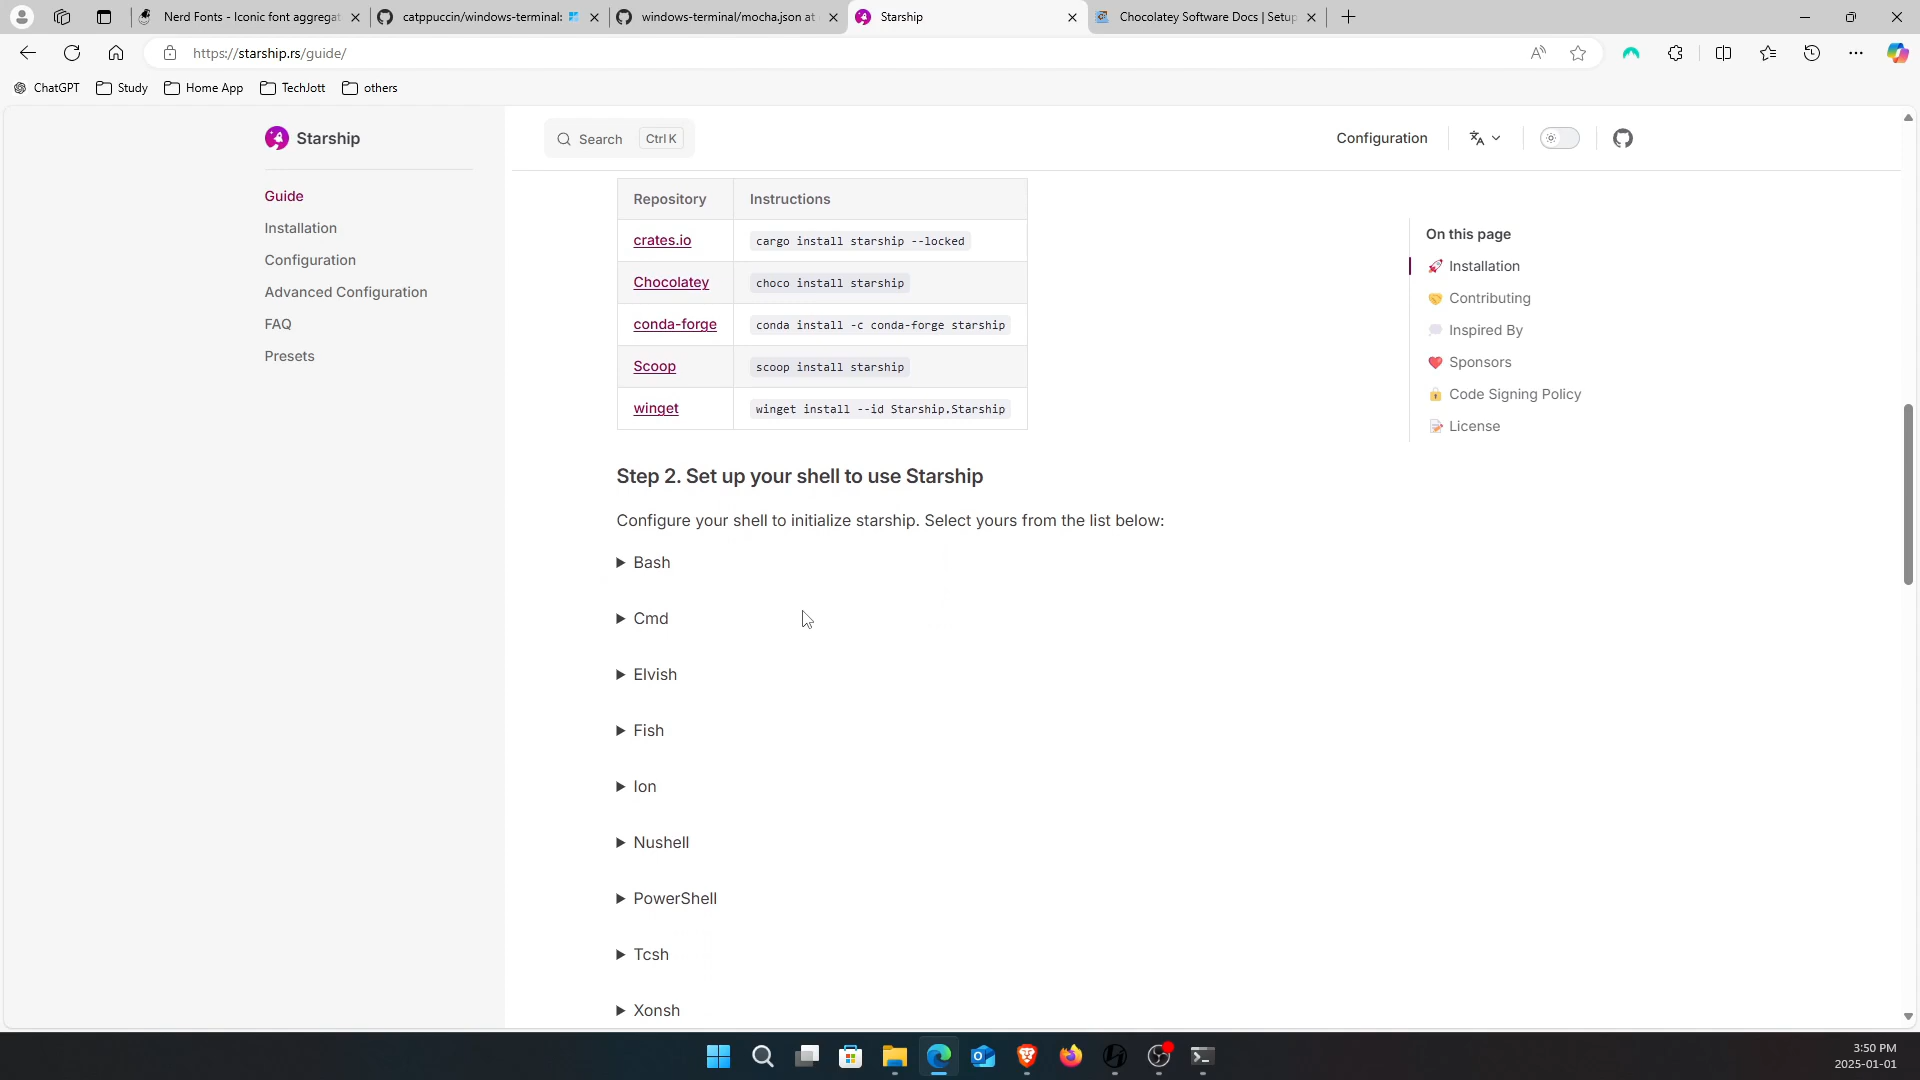 Nerd Fonts - Iconic font aggregat
catppuccin/windows-terminal:
windows-terminal/mocha.json at
Starship
Chocolatey Software Docs | Setup
https://starship.rs/guide/
ChatGPT
Study
Home App
TechJott
others
Starship
Search
Ctrl K
Configuration
Guide
Installation
Configuration
Advanced Configuration
FAQ
Presets
Repository Instructions
crates.io cargo install starship --locked
Chocolatey choco install starship
conda-forge conda install -c conda-forge starship
Scoop scoop install starship
winget winget install --id Starship.Starship
Step 2. Set up your shell to use Starship
Configure your shell to initialize starship. Select yours from the list below:
Bash
Cmd
Elvish
Fish
Ion
Nushell
PowerShell
Tcsh
Xonsh
On this page
🚀 Installation
🤝 Contributing
💭 Inspired By
❤️ Sponsors
🔒 Code Signing Policy
📝 License
3:50 PM
2025-01-01